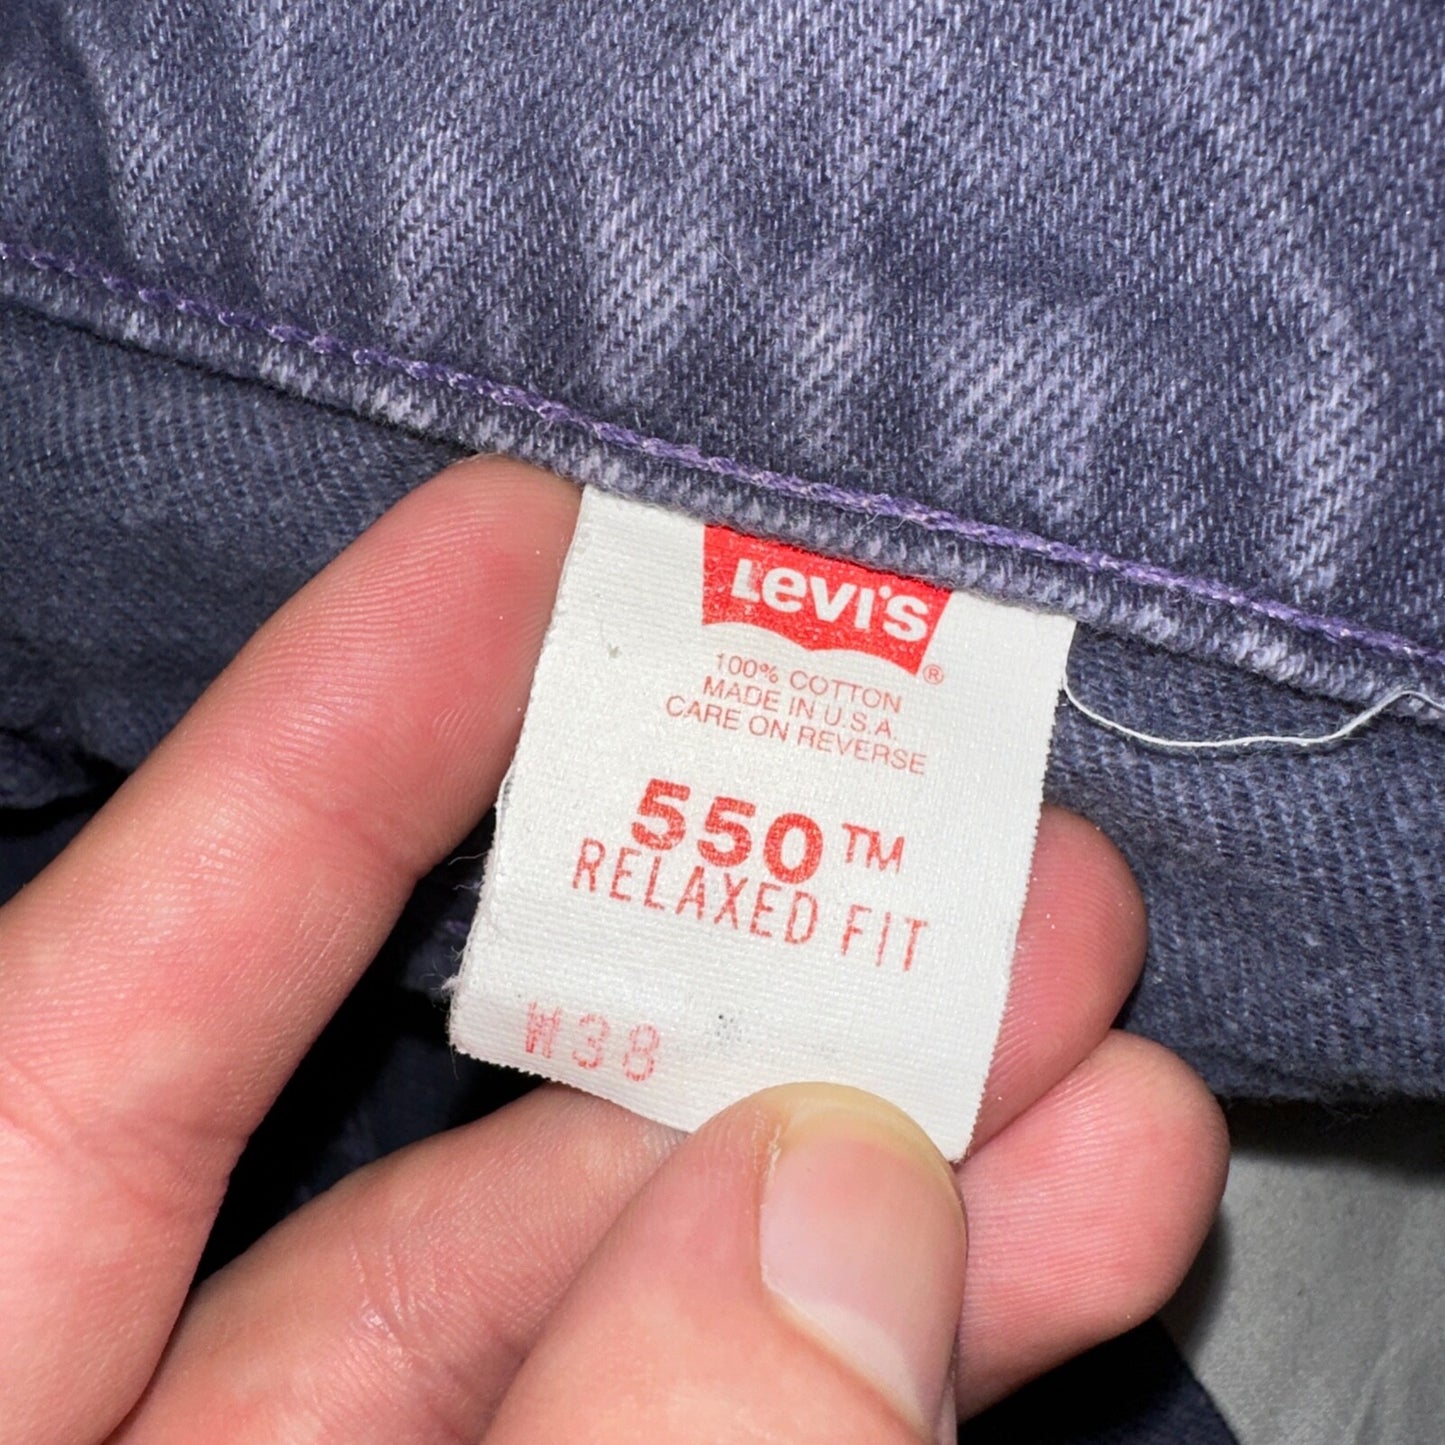 Levi's®
100% COTTON
MADE IN U.S.A.
CARE ON REVERSE
550™
RELAXED FIT
W38